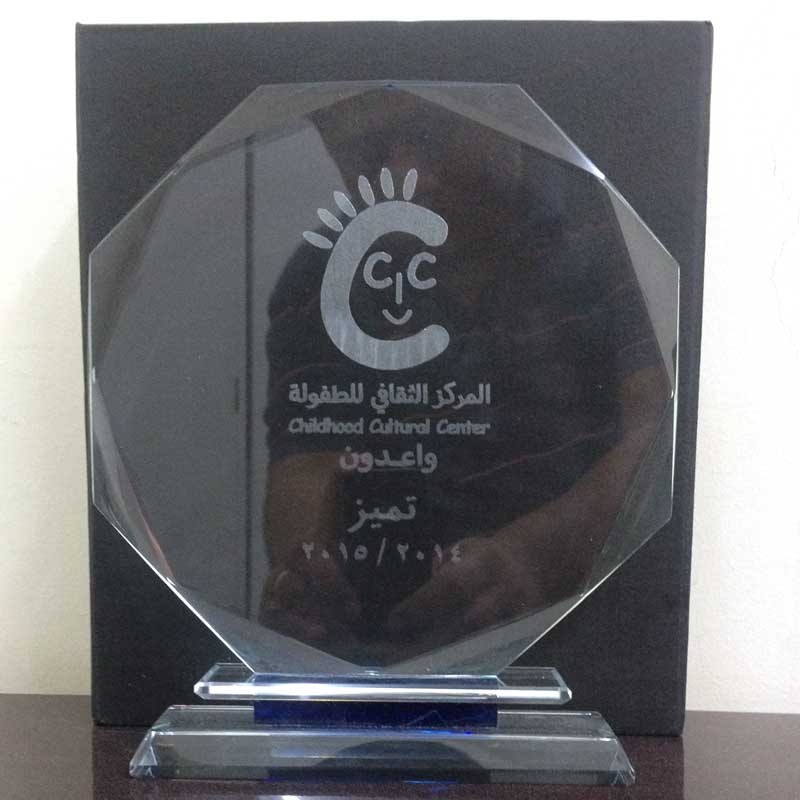 CCC
المركز الثقافي للطفولة
Childhood Cultural Center
واعدون
تميز
٢٠١٥ / ٢٠١٤